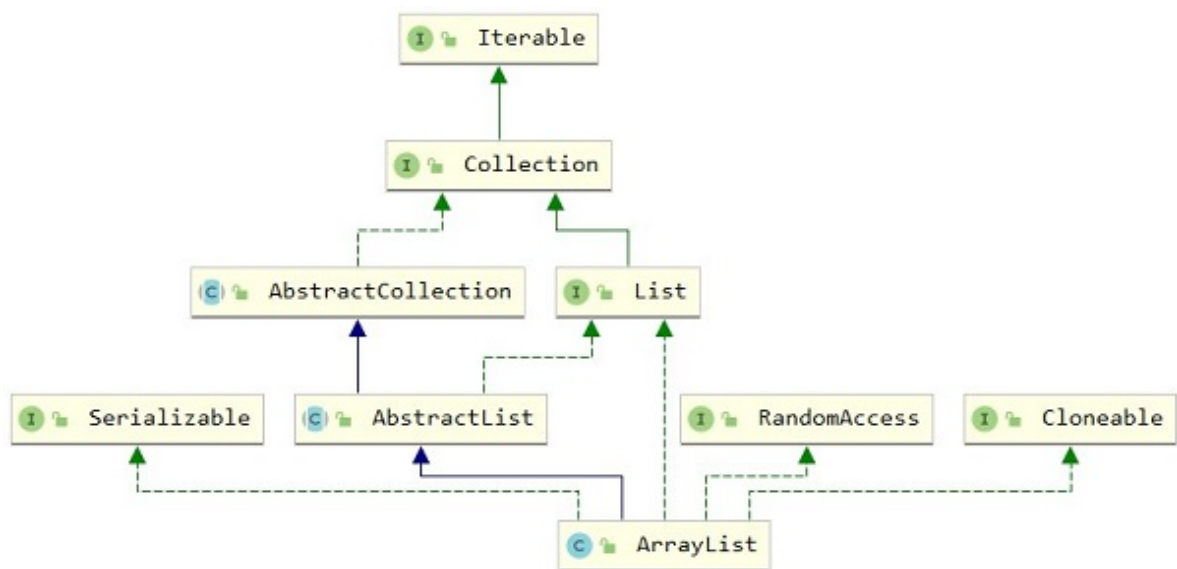 I Iterable
I Collection
C AbstractCollection
I List
I Serializable
C AbstractList
I RandomAccess
I Cloneable
C ArrayList